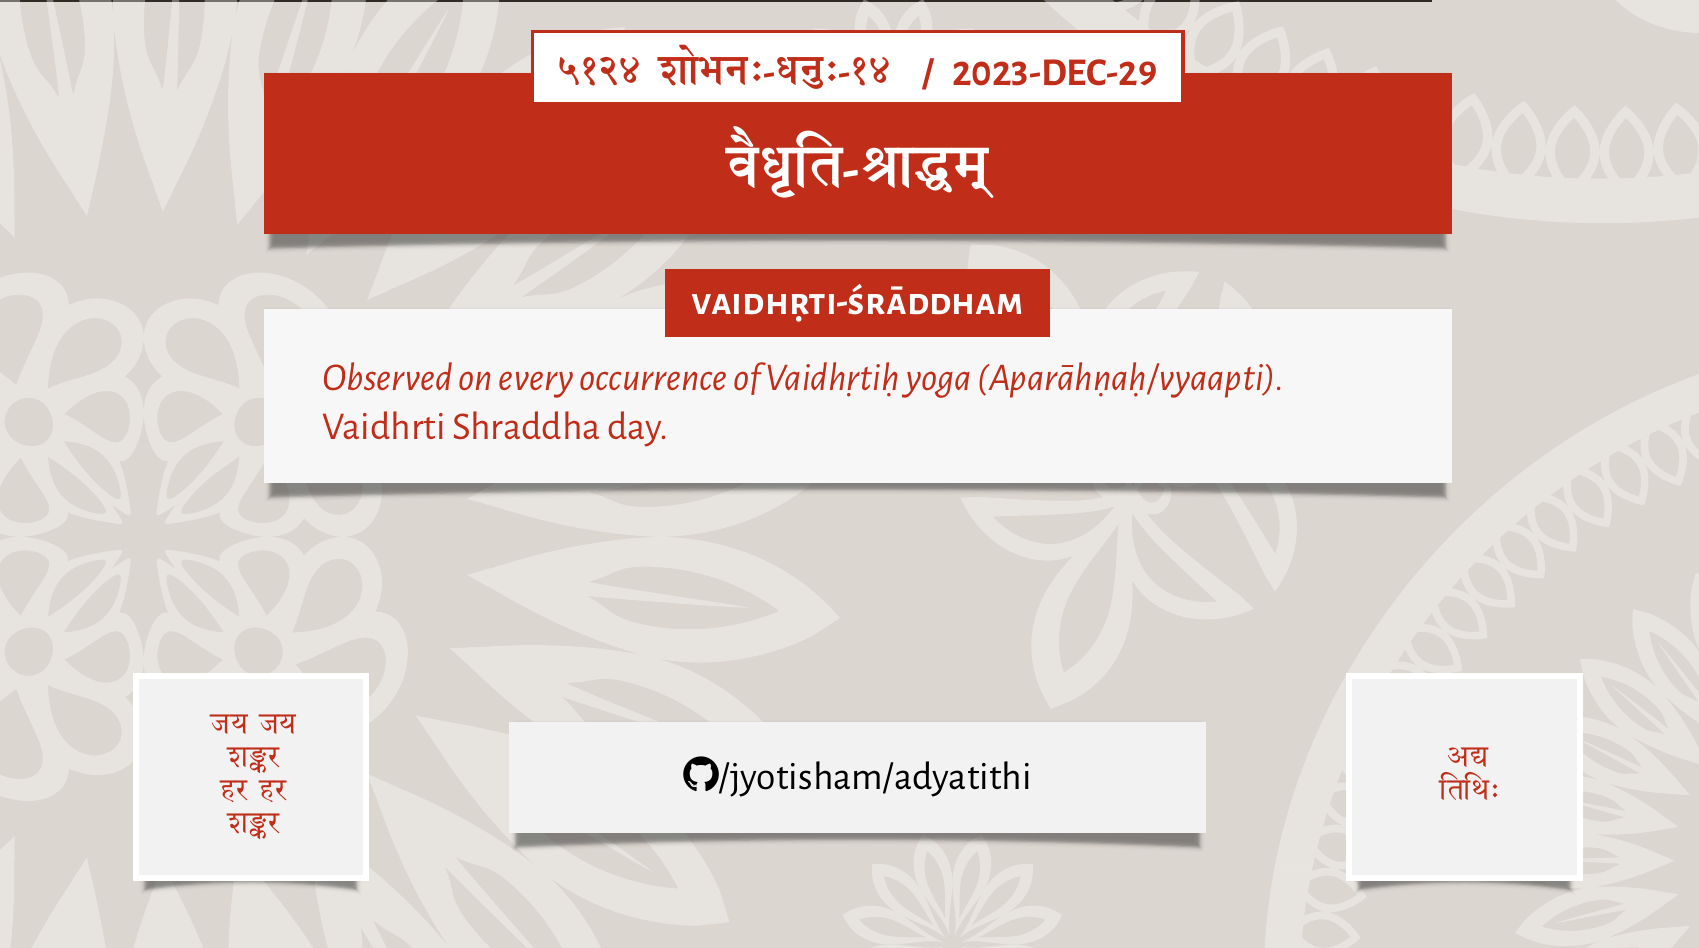 ५१२४ शोभनः-धनुः-१४ / 2023-DEC-29
वैधृति-श्राद्धम्
VAIDHṚTI-ŚRĀDDHAM
Observed on every occurrence of Vaidhṛtiḥ yoga (Aparāhṇaḥ/vyaapti).
Vaidhrti Shraddha day.
जय जय
शङ्कर
हर हर
शङ्कर
/jyotisham/adyatithi
अद्य
तिथिः